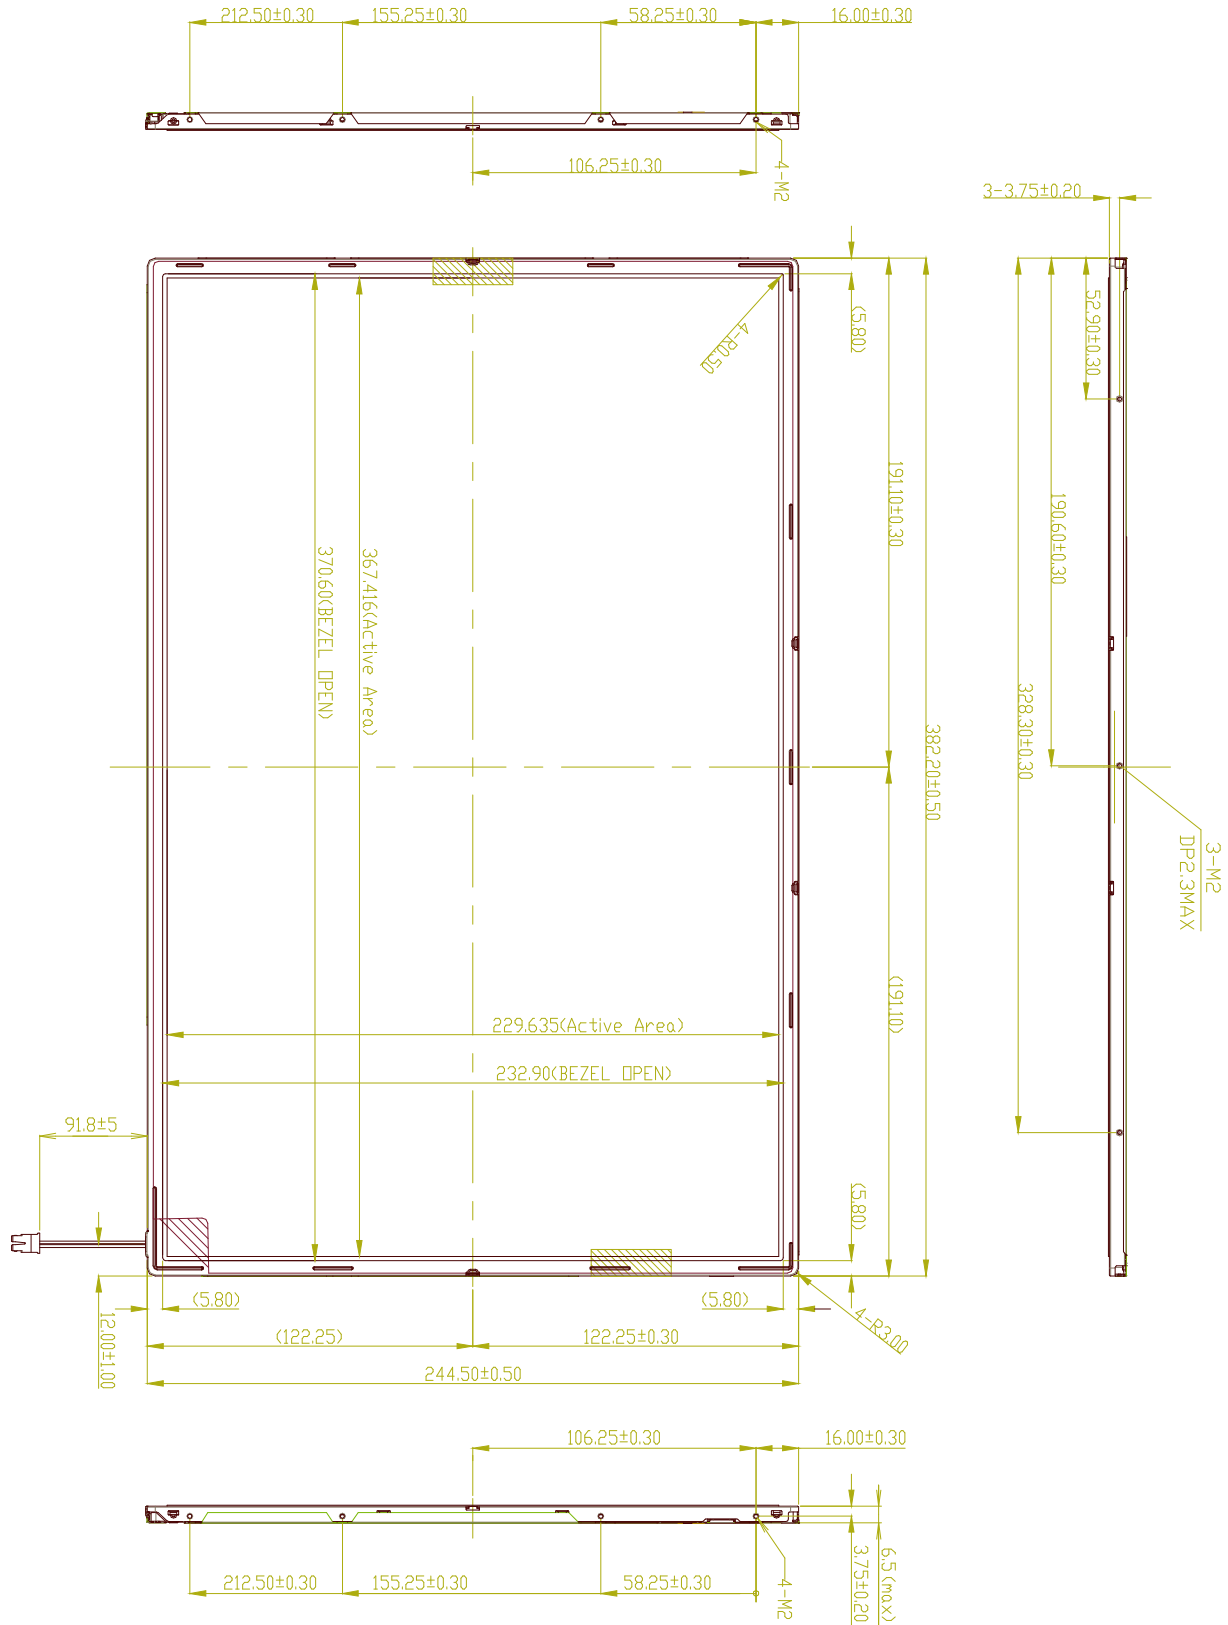 212.50±0.30
155.25±0.30
58.25±0.30
16.00±0.30
106.25±0.30
4-M2
3-3.75±0.20
52.90±0.30
190.60±0.30
328.30±0.30
3-M2
DP2.3MAX
(5.80)
4-R0.50
191.10±0.30
382.20±0.50
(191.10)
370.60(BEZEL OPEN)
367.416(Active Area)
229.635(Active Area)
232.90(BEZEL OPEN)
91.8±5
(5.80)
12.00±1.00
(5.80)
(5.80)
4-R3.00
(122.25)
122.25±0.30
244.50±0.50
106.25±0.30
16.00±0.30
212.50±0.30
155.25±0.30
58.25±0.30
4-M2
3.75±0.20
6.5(max)